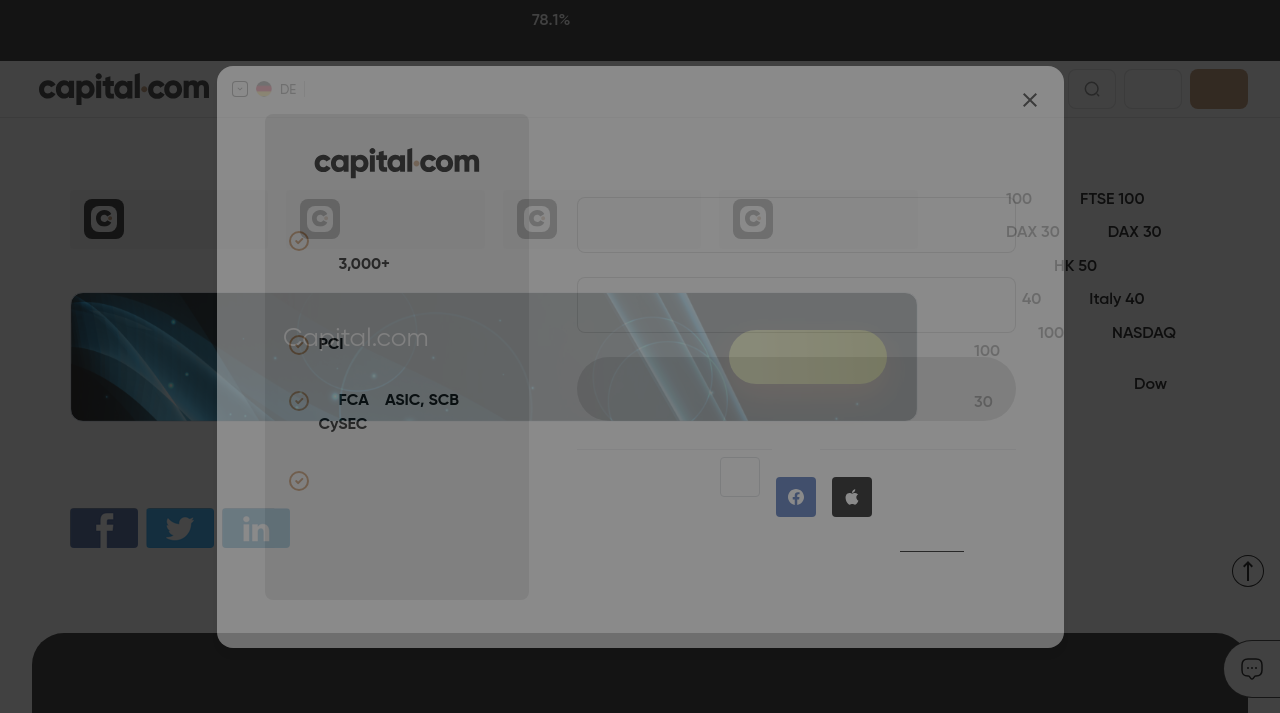 78.1%
capital.com
DE
capital.com
3,000+
Capital.com
PCI
FCA ASIC, SCB
CySEC
100 FTSE 100
DAX 30 DAX 30
HK 50
40 Italy 40
100 NASDAQ
100
Dow
30